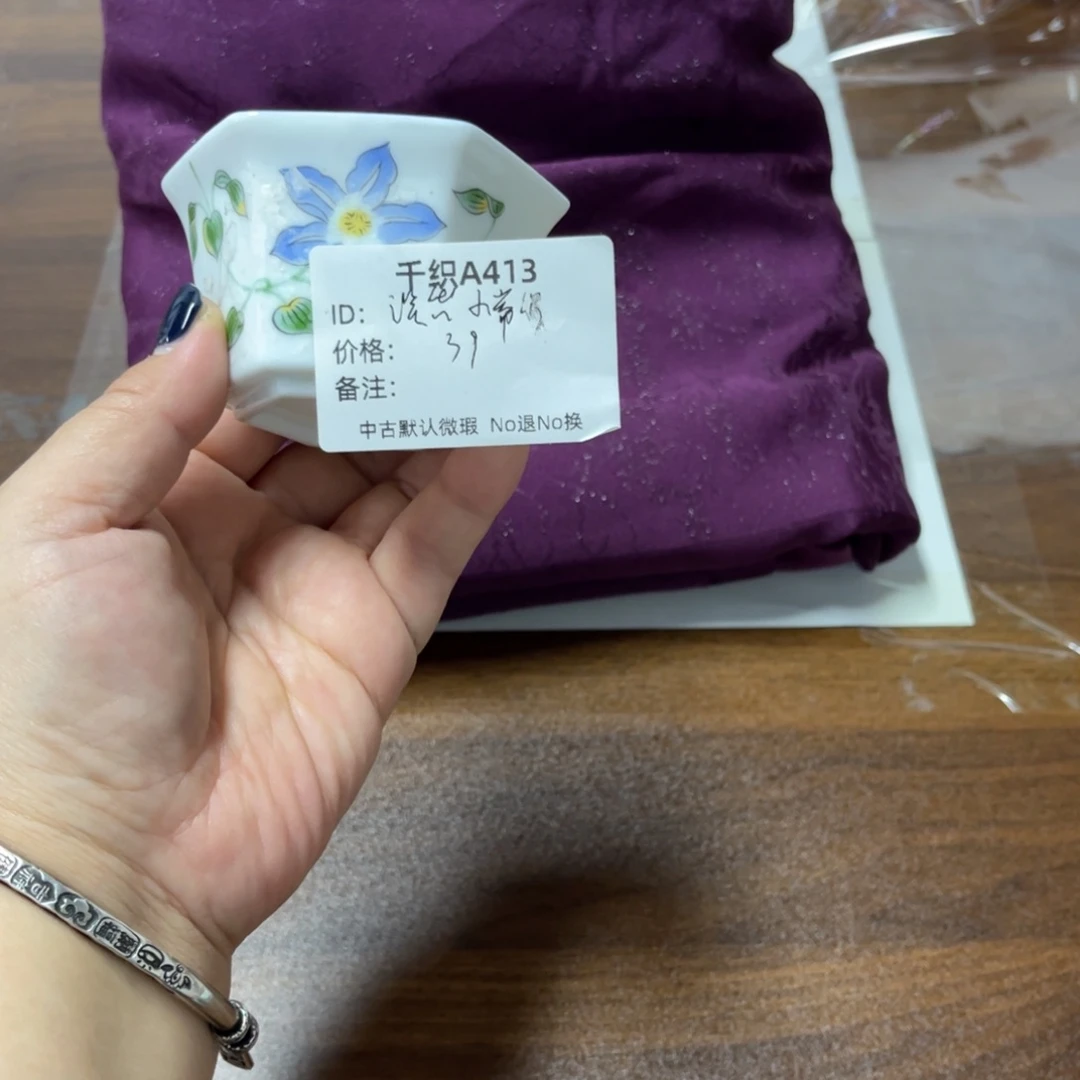 千织A413
ID:
价格: 39
备注:
中古默认微瑕 No退No换